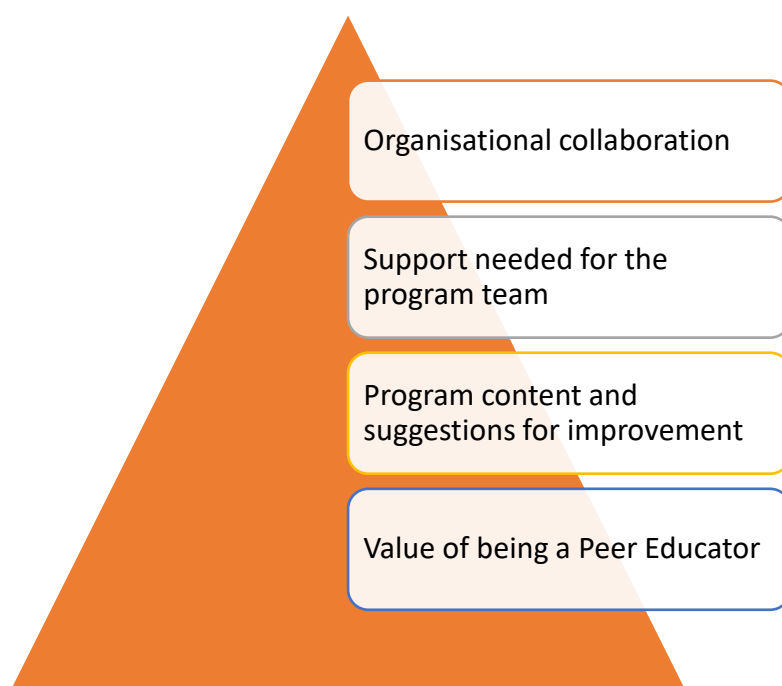 Organisational collaboration
Support needed for the
program team
Program content and
suggestions for improvement
Value of being a Peer Educator